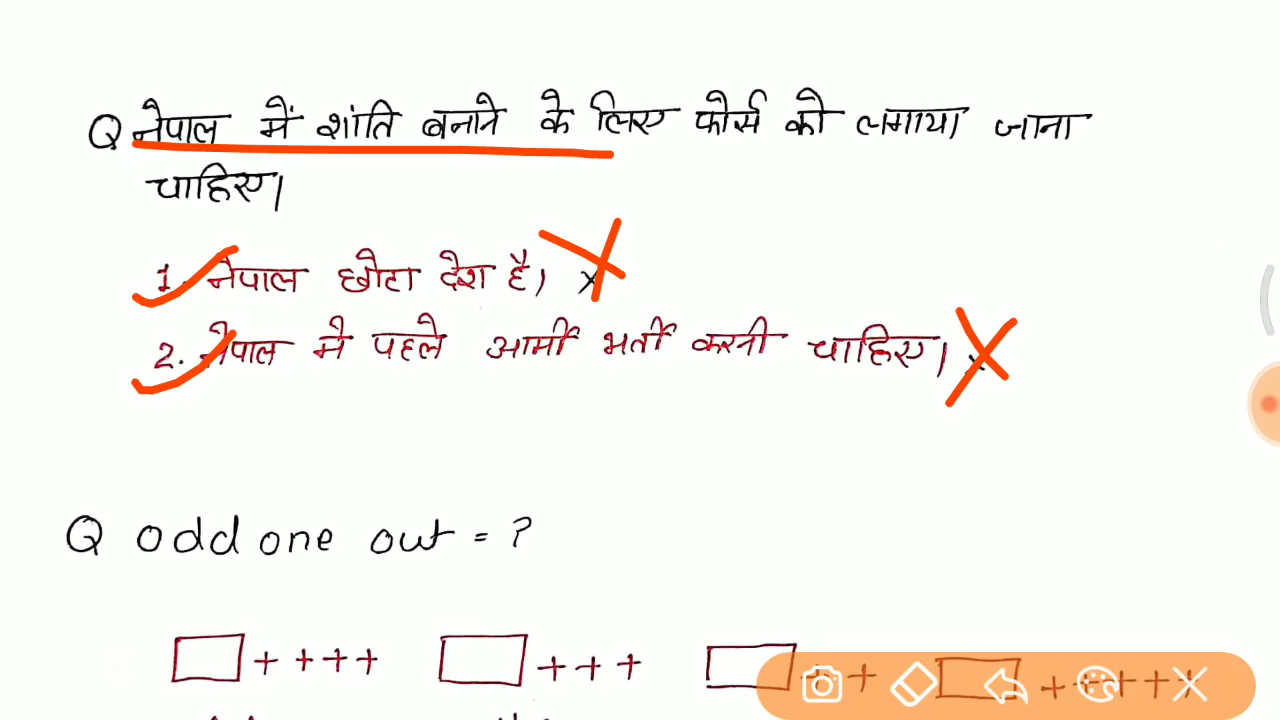 Q नेपाल में शांति बनाने के लिए फोर्स को लगाया जाना
चाहिए।
1. नेपाल छोटा देश है। ×
2. नेपाल मे पहले आर्मी भर्ती करनी चाहिए। ×
Q odd one out = ?
□ + + + + □ + + + □ + + □ + + + + +